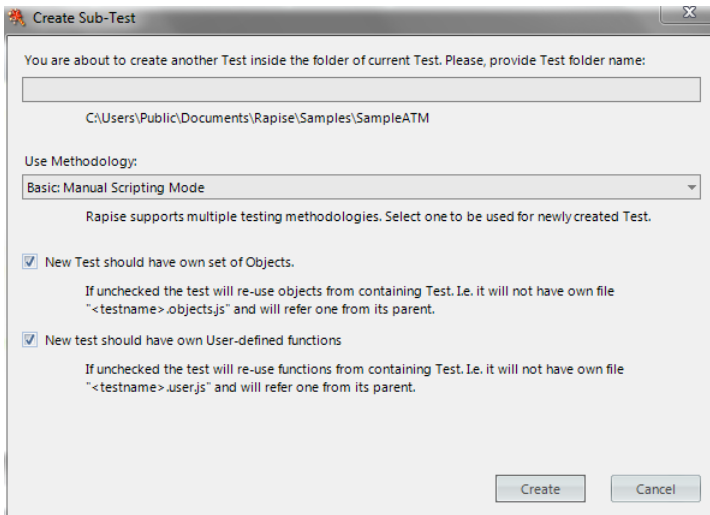 Create Sub-Test
You are about to create another Test inside the folder of current Test. Please, provide Test folder name:
C:\Users\Public\Documents\Rapise\Samples\SampleATM
Use Methodology:
Basic: Manual Scripting Mode
Rapise supports multiple testing methodologies. Select one to be used for newly created Test.
New Test should have own set of Objects.
If unchecked the test will re-use objects from containing Test. I.e. it will not have own file
"<testname>.objects.js" and will refer one from its parent.
New test should have own User-defined functions
If unchecked the test will re-use functions from containing Test. I.e. it will not have own file
"<testname>.user.js" and will refer one from its parent.
Create
Cancel